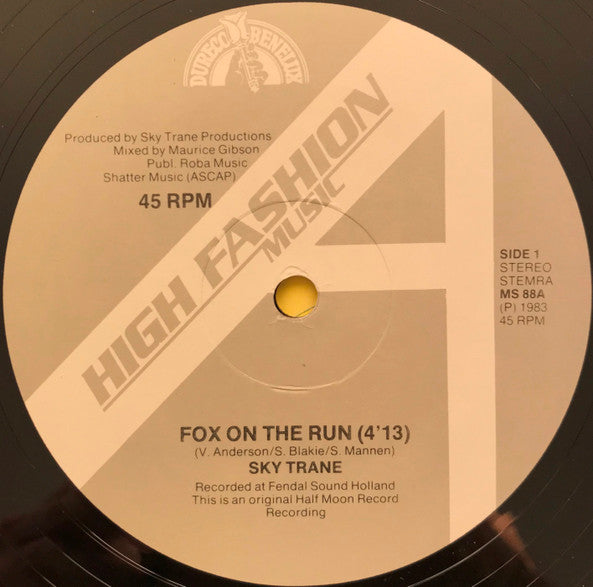 DURECO BENELUX
Produced by Sky Trane Productions
Mixed by Maurice Gibson
Publ. Roba Music
Shatter Music (ASCAP)
45 RPM
HIGH FASHION
MUSIC
SIDE 1
STEREO
STEMRA
MS 88A
(P) 1983
45 RPM
FOX ON THE RUN (4'13)
(V. Anderson/S. Blakie/S. Mannen)
SKY TRANE
Recorded at Fendal Sound Holland
This is an original Half Moon Record
Recording